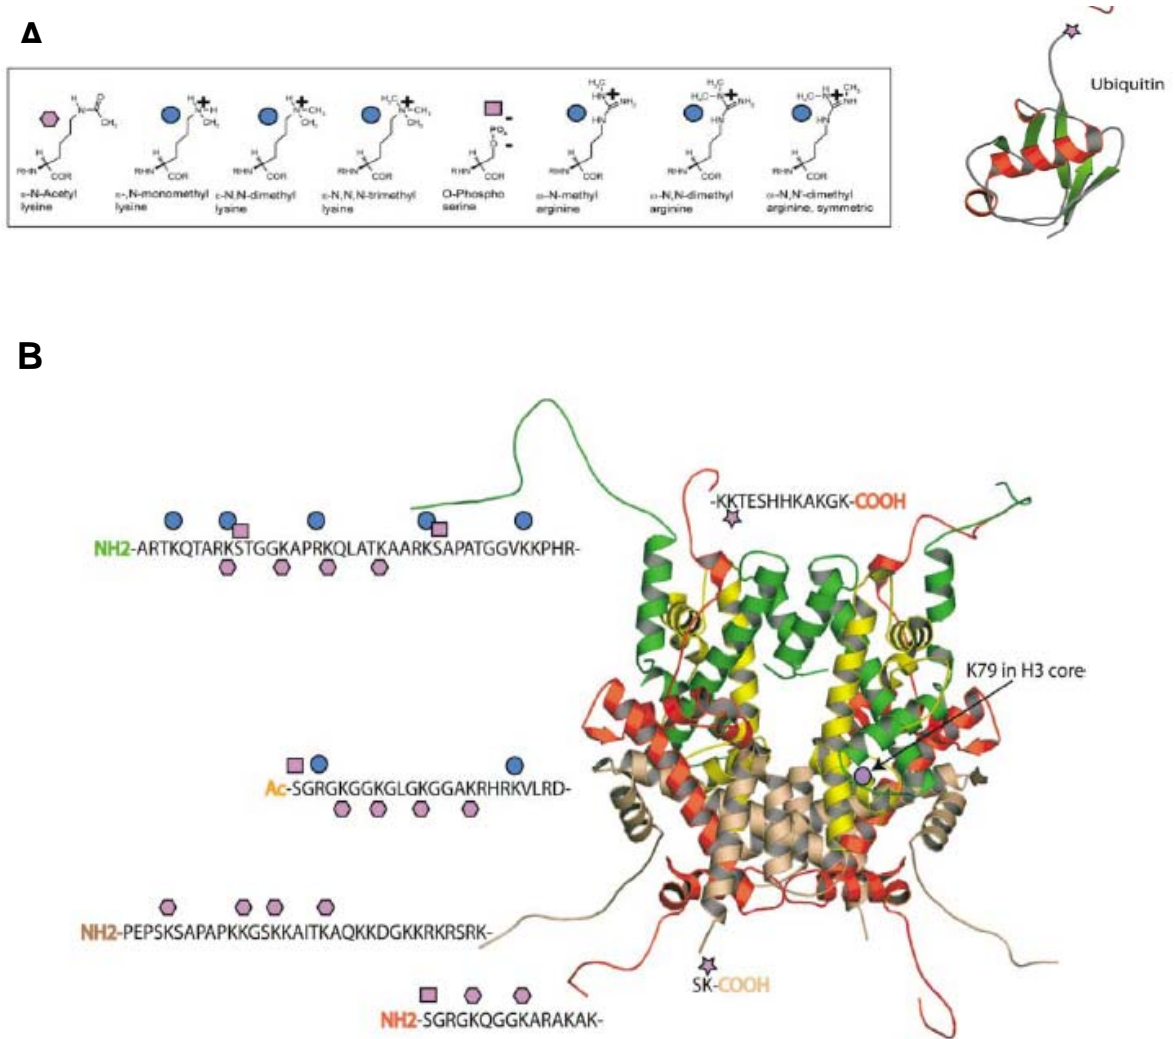 A
Ubiquitin
ε-N-Acetyl lysine
ε-,N-monomethyl lysine
ε-N,N-dimethyl lysine
ε-N,N,N-trimethyl lysine
O-Phospho serine
ω-N-methyl arginine
ω-N,N-dimethyl arginine
ω-N,N'-dimethyl arginine, symmetric
B
-KKTESHHKAKGK-COOH
NH2-ARTKQTARKSTGGKAPRKQLATKAARKSAPATGGVKKPHR-
K79 in H3 core
Ac-SGRGKGGKGLGKGGAKRHRKVLRD-
NH2-PEPSKSAPAPKKGSKKAITKAQKKDGKKRKRSRK-
SK-COOH
NH2-SGRGKQGGKARAKAK-